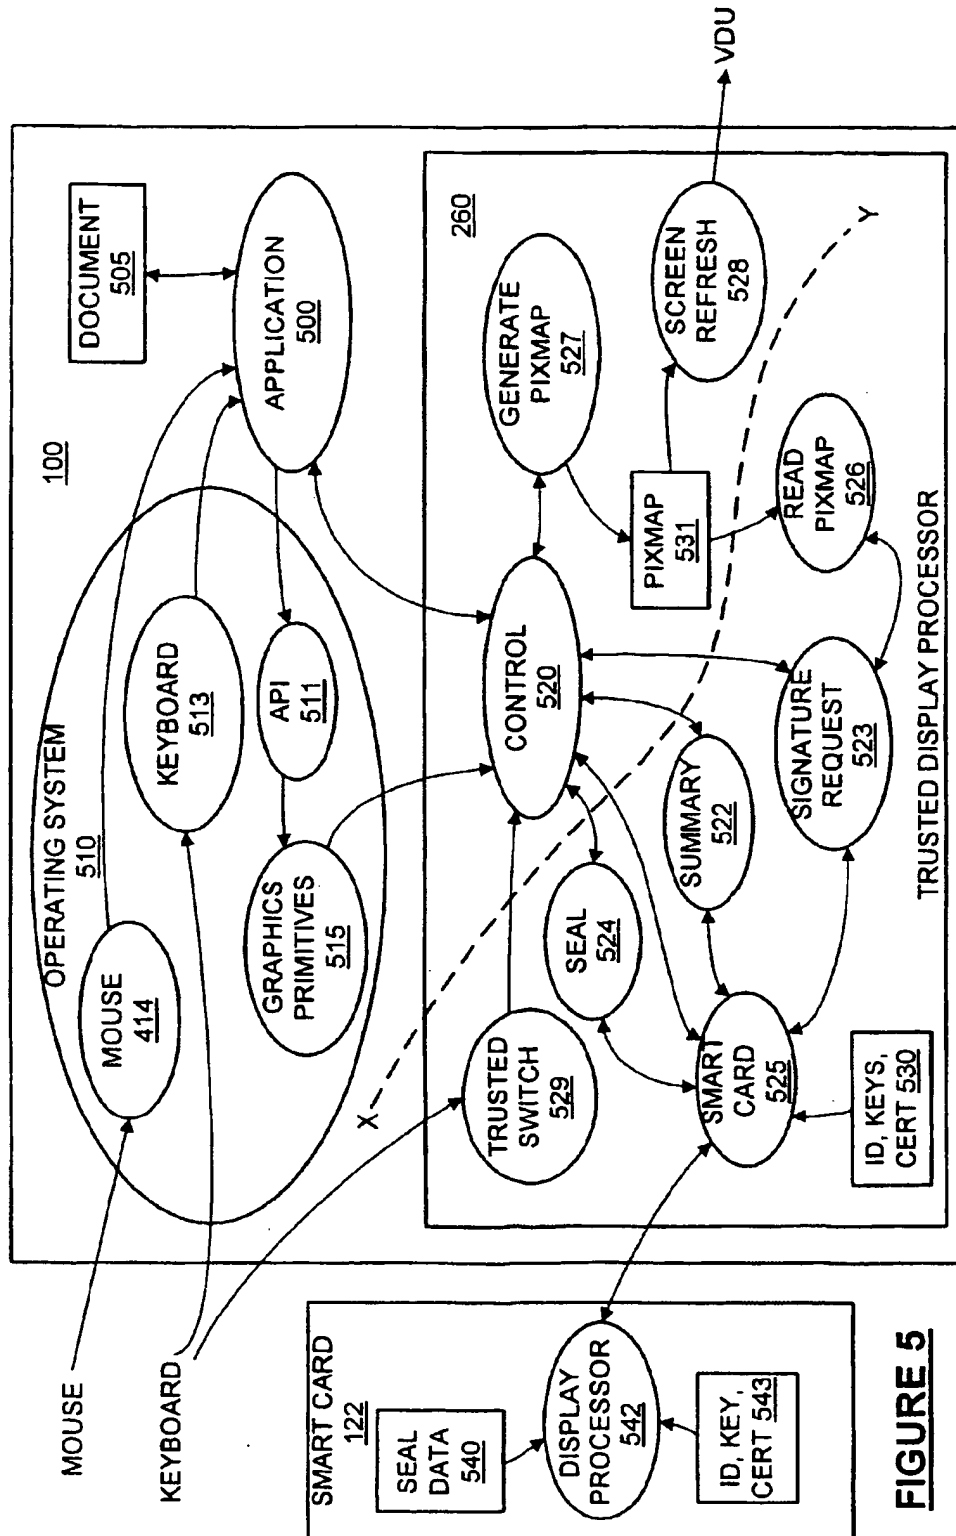 MOUSE
KEYBOARD
100
OPERATING SYSTEM
510
MOUSE
414
KEYBOARD
513
API
511
GRAPHICS
PRIMITIVES
515
DOCUMENT
505
APPLICATION
500
SMART CARD
122
SEAL
DATA
540
DISPLAY
PROCESSOR
542
ID, KEY,
CERT 543
260
TRUSTED
SWITCH
529
CONTROL
520
GENERATE
PIXMAP
527
SEAL
524
PIXMAP
531
SCREEN
REFRESH
528
VDU
X
Y
SMART
CARD
525
SUMMARY
522
SIGNATURE
REQUEST
523
READ
PIXMAP
526
ID, KEYS,
CERT 530
TRUSTED DISPLAY PROCESSOR
FIGURE 5